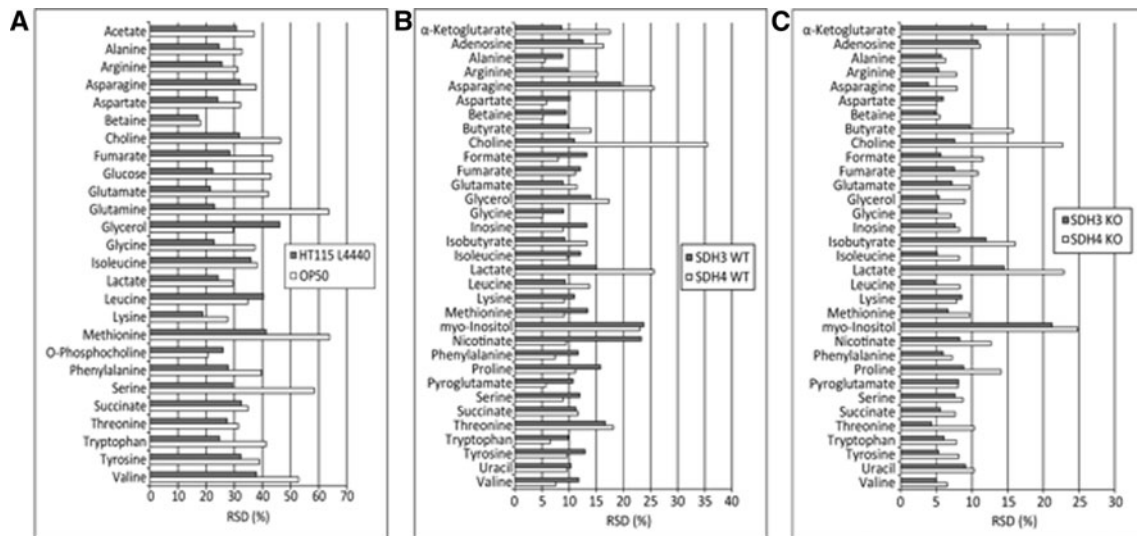 A
Acetate
Alanine
Arginine
Asparagine
Aspartate
Betaine
Choline
Fumarate
Glucose
Glutamate
Glutamine
Glycerol
Glycine
Isoleucine
Lactate
Leucine
Lysine
Methionine
O-Phosphocholine
Phenylalanine
Serine
Succinate
Threonine
Tryptophan
Tyrosine
Valine
HT115 L4440
OP50
0 10 20 30 40 50 60 70
RSD (%)
B
α-Ketoglutarate
Adenosine
Alanine
Arginine
Asparagine
Aspartate
Betaine
Butyrate
Choline
Formate
Fumarate
Glutamate
Glycerol
Glycine
Inosine
Isobutyrate
Isoleucine
Lactate
Leucine
Lysine
Methionine
myo-Inositol
Nicotinate
Phenylalanine
Proline
Pyroglutamate
Serine
Succinate
Threonine
Tryptophan
Tyrosine
Uracil
Valine
SDH3 WT
SDH4 WT
0 5 10 15 20 25 30 35 40
RSD (%)
C
α-Ketoglutarate
Adenosine
Alanine
Arginine
Asparagine
Aspartate
Betaine
Butyrate
Choline
Formate
Fumarate
Glutamate
Glycerol
Glycine
Inosine
Isobutyrate
Isoleucine
Lactate
Leucine
Lysine
Methionine
myo-Inositol
Nicotinate
Phenylalanine
Proline
Pyroglutamate
Serine
Succinate
Threonine
Tryptophan
Tyrosine
Uracil
Valine
SDH3 KO
SDH4 KO
0 5 10 15 20 25 30
RSD (%)